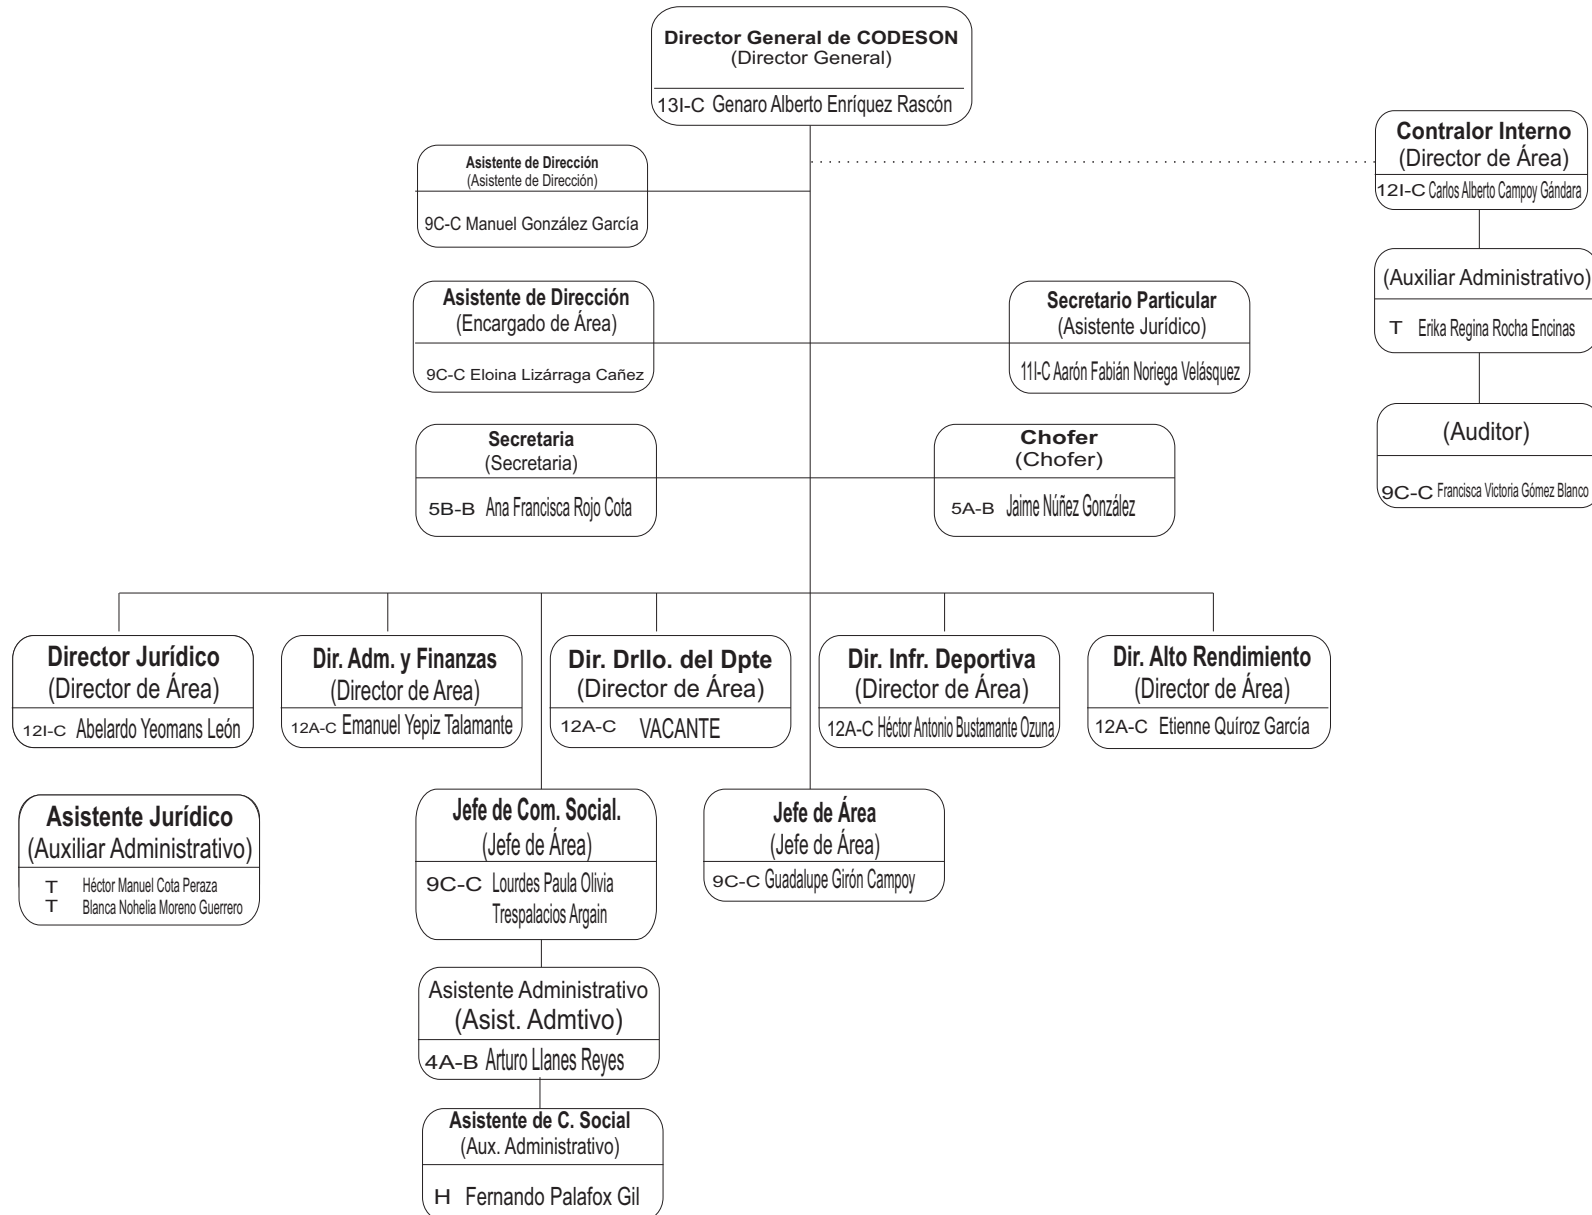 Director General de CODESON
(Director General)
13I-C Genaro Alberto Enríquez Rascón
Contralor Interno
(Director de Área)
12I-C Carlos Alberto Campoy Gándara
Asistente de Dirección
(Asistente de Dirección)
9C-C Manuel González García
(Auxiliar Administrativo)
T Erika Regina Rocha Encinas
Asistente de Dirección
(Encargado de Área)
9C-C Eloina Lizárraga Cañez
Secretario Particular
(Asistente Jurídico)
11I-C Aarón Fabián Noriega Velásquez
(Auditor)
9C-C Francisca Victoria Gómez Blanco
Secretaria
(Secretaria)
5B-B Ana Francisca Rojo Cota
Chofer
(Chofer)
5A-B Jaime Núñez González
Director Jurídico
(Director de Área)
12I-C Abelardo Yeomans León
Dir. Adm. y Finanzas
(Director de Area)
12A-C Emanuel Yepiz Talamante
Dir. Drllo. del Dpte
(Director de Área)
12A-C VACANTE
Dir. Infr. Deportiva
(Director de Área)
12A-C Héctor Antonio Bustamante Ozuna
Dir. Alto Rendimiento
(Director de Área)
12A-C Etienne Quíroz García
Asistente Jurídico
(Auxiliar Administrativo)
T Héctor Manuel Cota Peraza
T Blanca Nohelia Moreno Guerrero
Jefe de Com. Social.
(Jefe de Área)
9C-C Lourdes Paula Olivia
Trespalacios Argain
Jefe de Área
(Jefe de Área)
9C-C Guadalupe Girón Campoy
Asistente Administrativo
(Asist. Admtivo)
4A-B Arturo Llanes Reyes
Asistente de C. Social
(Aux. Administrativo)
H Fernando Palafox Gil